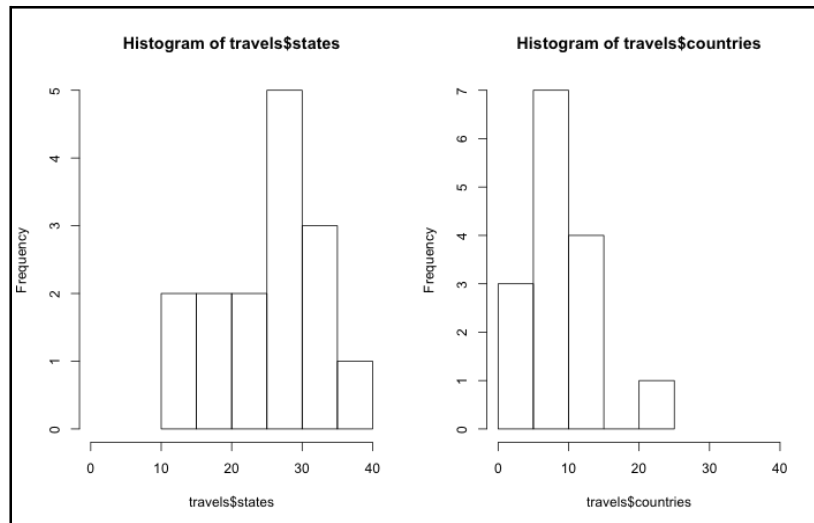 Histogram of travels$states
Frequency
5
4
3
2
1
0
0 10 20 30 40
travels$states
Histogram of travels$countries
Frequency
7
6
5
4
3
2
1
0
0 10 20 30 40
travels$countries